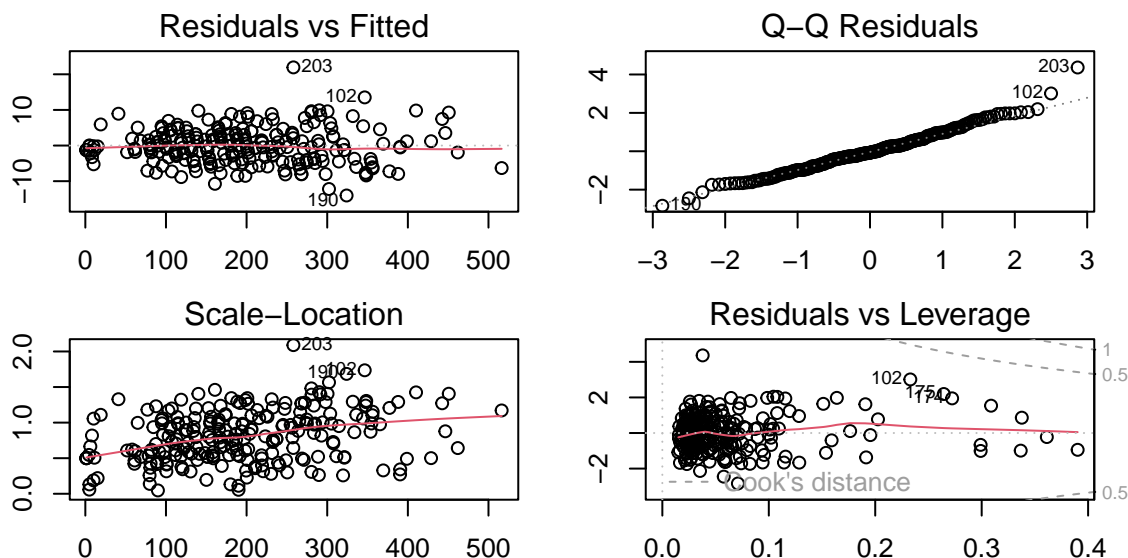 Residuals vs Fitted
203
102
190
10
−10
0 100 200 300 400 500
Q−Q Residuals
203
102
190
4
2
−2
−3 −2 −1 0 1 2 3
Scale−Location
203
102
190
2.0
1.0
0.0
0 100 200 300 400 500
Residuals vs Leverage
1
0.5
102
175
174
2
−2
Cook's distance
0.5
0.0 0.1 0.2 0.3 0.4